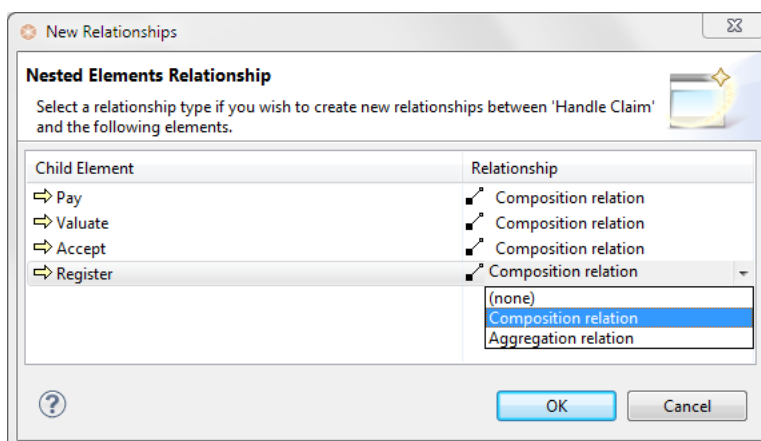 New Relationships
Nested Elements Relationship
Select a relationship type if you wish to create new relationships between 'Handle Claim'
and the following elements.
Child Element Relationship
Pay Composition relation
Valuate Composition relation
Accept Composition relation
Register Composition relation
(none)
Composition relation
Aggregation relation
?
OK Cancel